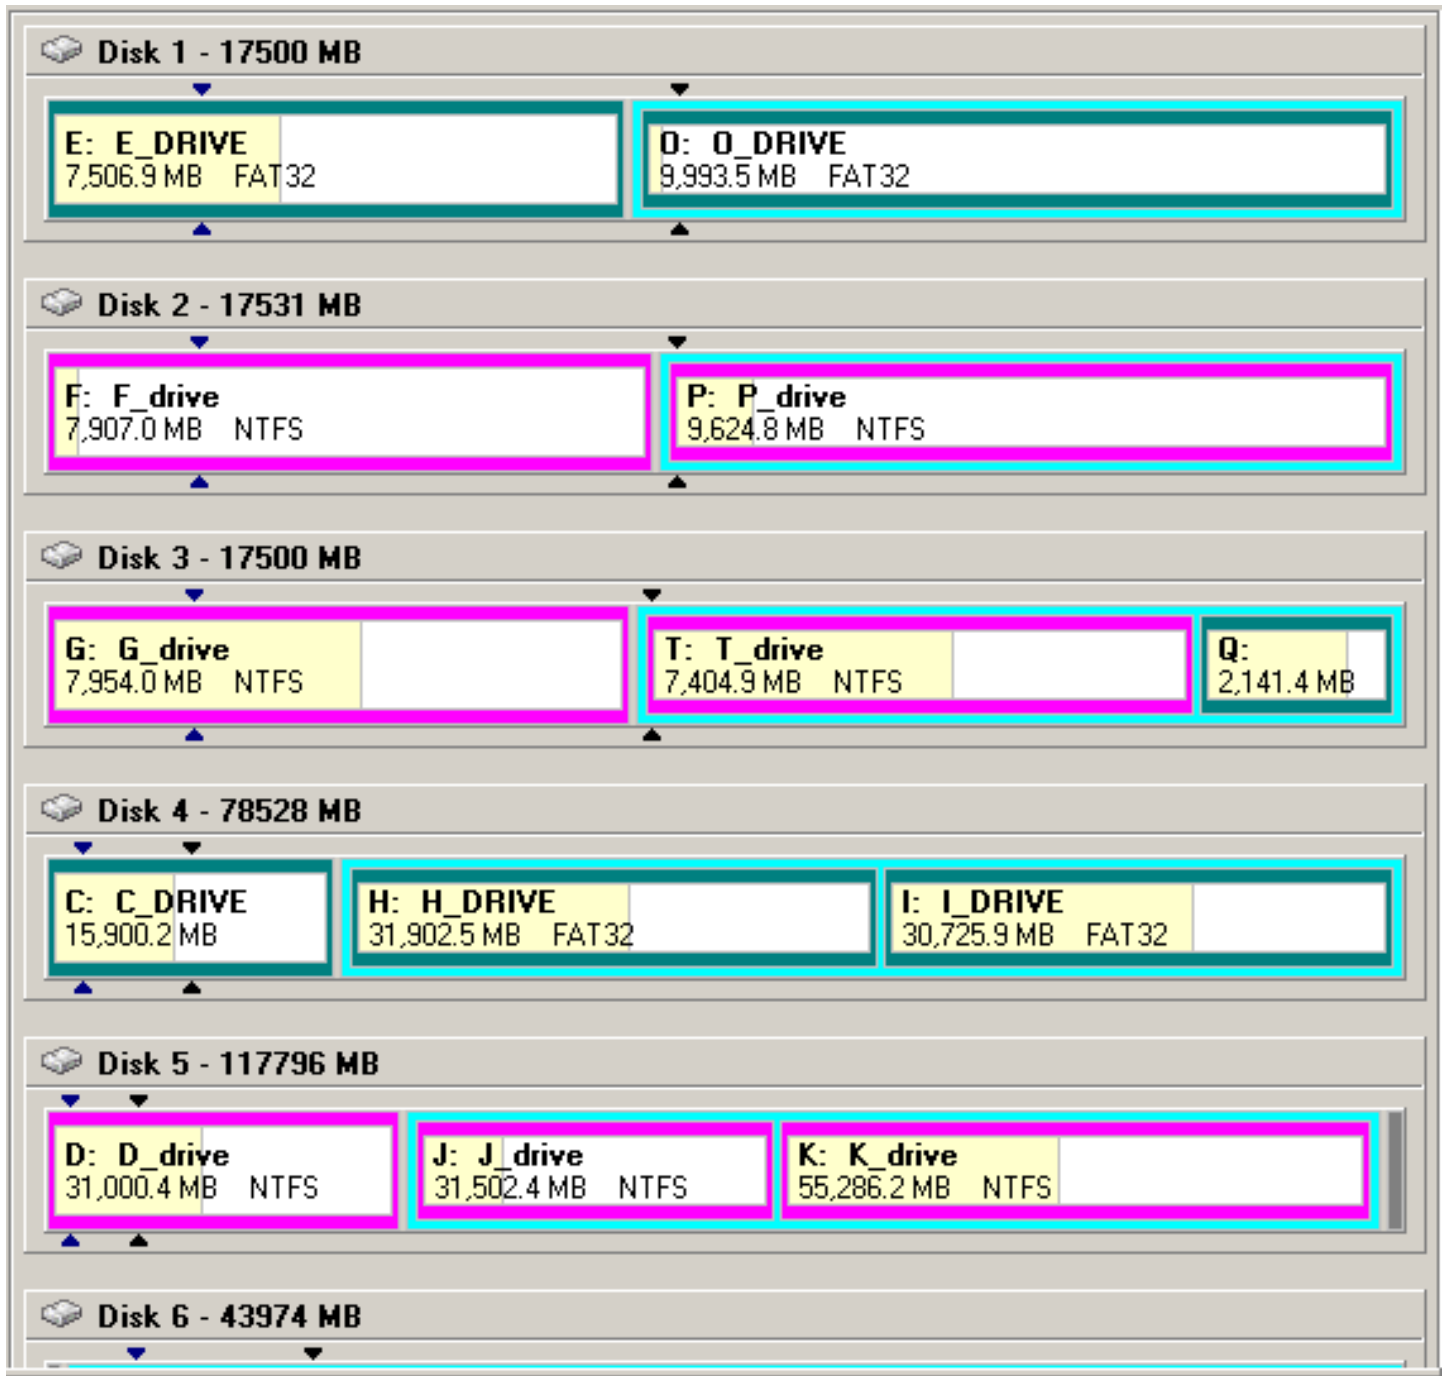 Disk 1 - 17500 MB
E: E_DRIVE
7,506.9 MB FAT32
O: O_DRIVE
9,993.5 MB FAT32
Disk 2 - 17531 MB
F: F_drive
7,907.0 MB NTFS
P: P_drive
9,624.8 MB NTFS
Disk 3 - 17500 MB
G: G_drive
7,954.0 MB NTFS
T: T_drive
7,404.9 MB NTFS
Q:
2,141.4 MB
Disk 4 - 78528 MB
C: C_DRIVE
15,900.2 MB
H: H_DRIVE
31,902.5 MB FAT32
I: I_DRIVE
30,725.9 MB FAT32
Disk 5 - 117796 MB
D: D_drive
31,000.4 MB NTFS
J: J_drive
31,502.4 MB NTFS
K: K_drive
55,286.2 MB NTFS
Disk 6 - 43974 MB